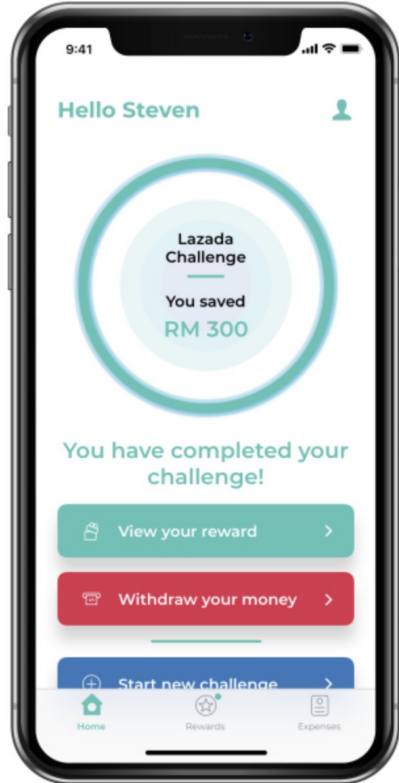 9:41
Hello Steven
Lazada
Challenge
You saved
RM 300
You have completed your
challenge!
View your reward
Withdraw your money
Start new challenge
Home
Rewards
Expenses